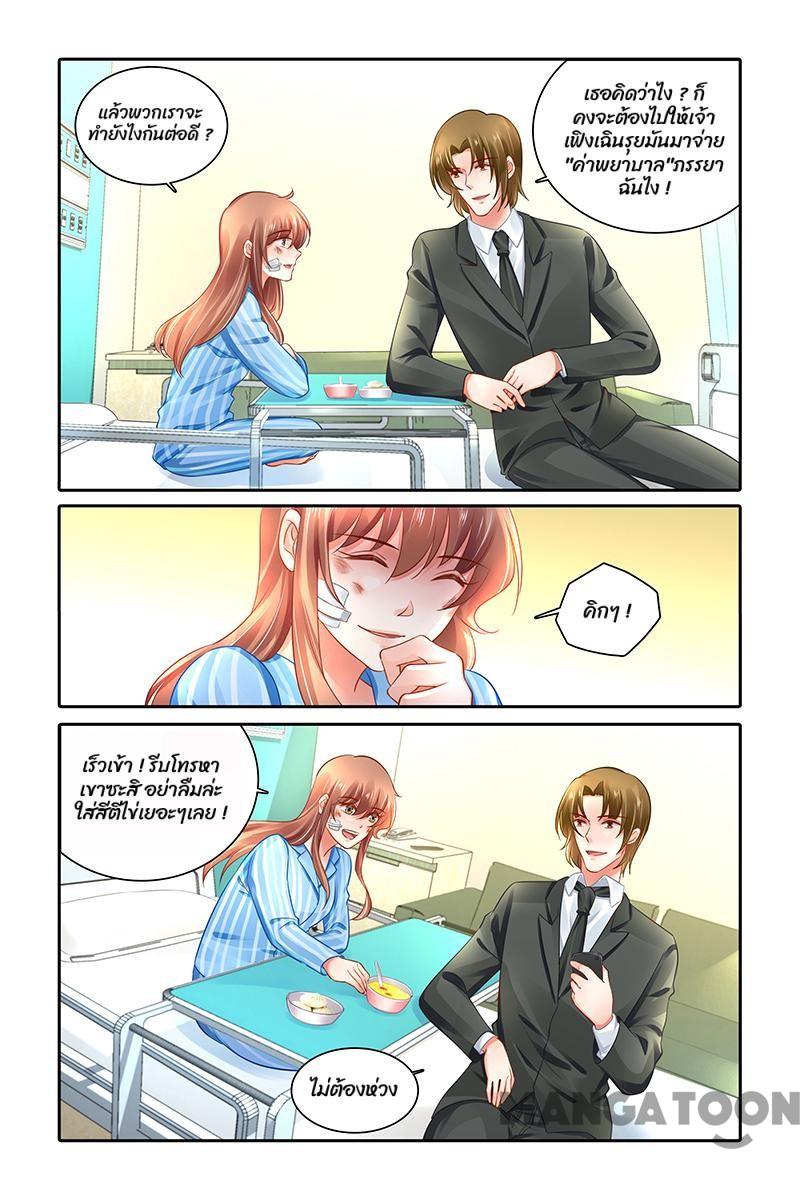 แล้วพวกเราจะ
ทำยังไงกันต่อดี ?
เธอคิดว่าไง ? ก็
คงจะต้องไปให้เจ้า
เฟิงเฉินรุยมันมาจ่าย
"ค่าพยาบาล"ภรรยา
ฉันไง !
คิกๆ !
เร็วเข้า ! รีบโทรหา
เขาซะสิ อย่าลืมล่ะ
ใส่สีตีไข่เยอะๆเลย !
ไม่ต้องห่วง
MANGATOON